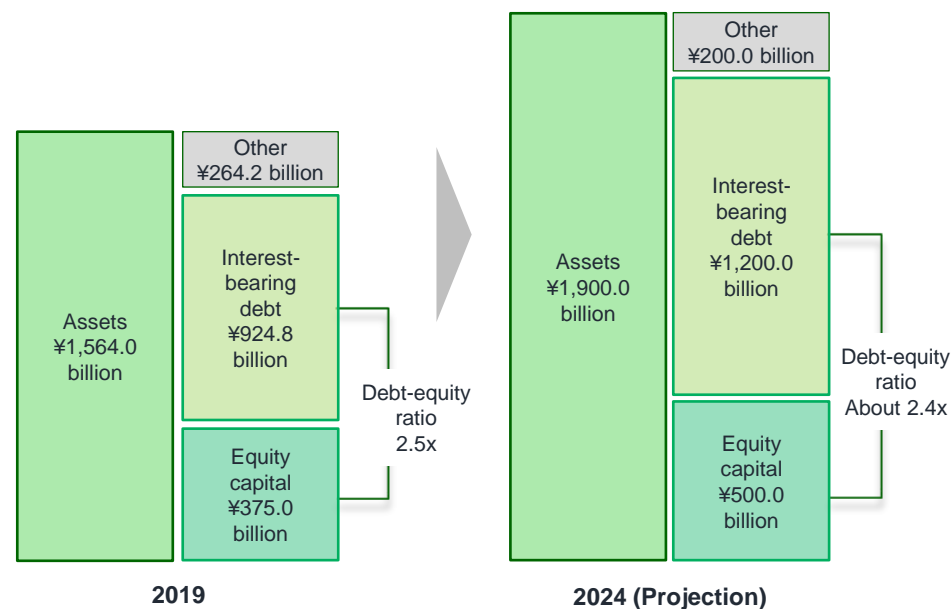 Assets
¥1,564.0
billion
Other
¥264.2 billion
Interest-
bearing
debt
¥924.8
billion
Equity
capital
¥375.0
billion
Debt-equity
ratio
2.5x
2019
Assets
¥1,900.0
billion
Other
¥200.0 billion
Interest-
bearing
debt
¥1,200.0
billion
Equity
capital
¥500.0
billion
Debt-equity
ratio
About 2.4x
2024 (Projection)